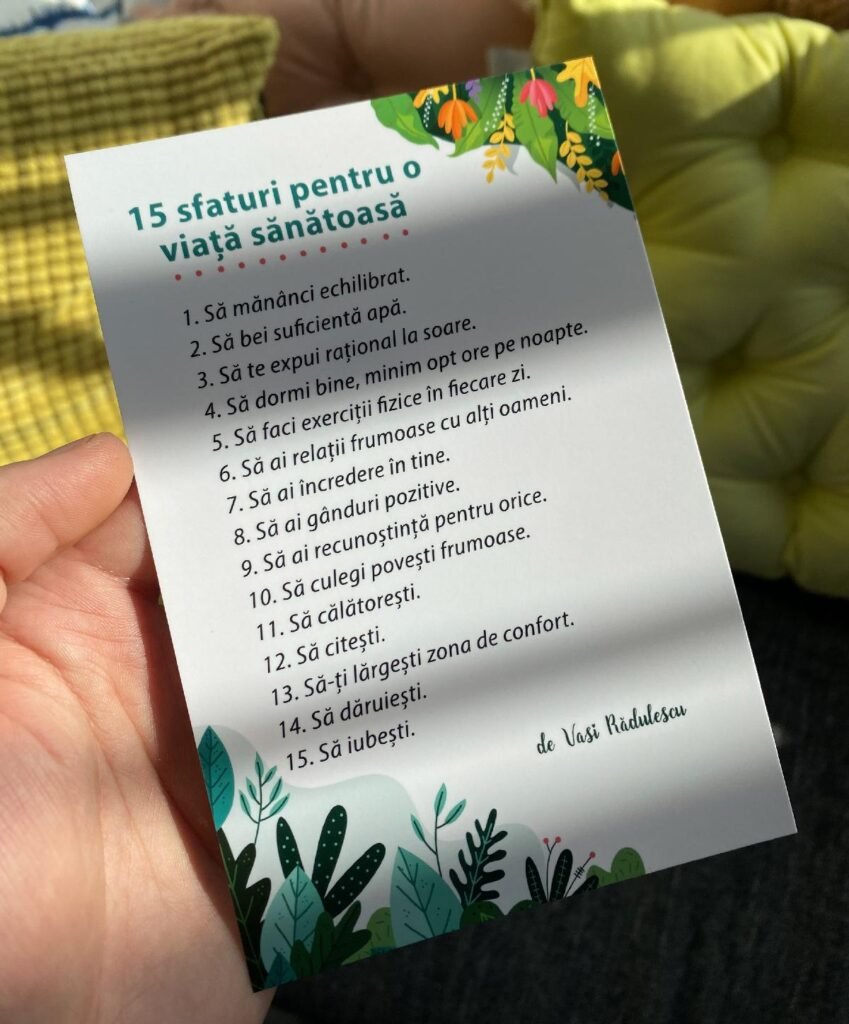 15 sfaturi pentru o
viață sănătoasă
1. Să mănânci echilibrat.
2. Să bei suficientă apă.
3. Să te expui rațional la soare.
4. Să dormi bine, minim opt ore pe noapte.
5. Să faci exerciții fizice în fiecare zi.
6. Să ai relații frumoase cu alți oameni.
7. Să ai încredere în tine.
8. Să ai gânduri pozitive.
9. Să ai recunoștință pentru orice.
10. Să culegi povești frumoase.
11. Să călătorești.
12. Să citești.
13. Să-ți lărgești zona de confort.
14. Să dăruiești.
15. Să iubești.
de Vasi Rădulescu